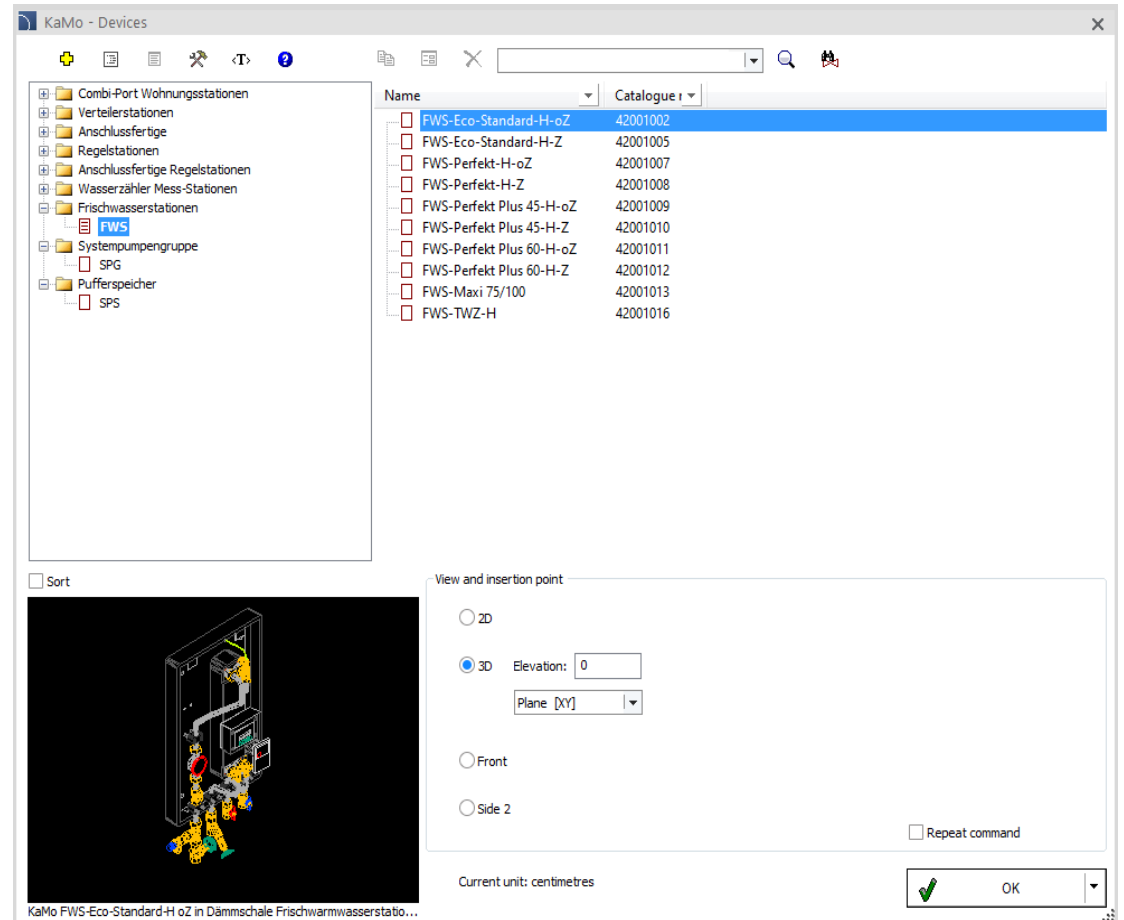 KaMo - Devices
<T>
?
Combi-Port Wohnungsstationen
Verteilerstationen
Anschlussfertige
Regelstationen
Anschlussfertige Regelstationen
Wasserzähler Mess-Stationen
Frischwasserstationen
FWS
Systempumpengruppe
SPG
Pufferspeicher
SPS
Name Catalogue r
FWS-Eco-Standard-H-oZ 42001002
FWS-Eco-Standard-H-Z 42001005
FWS-Perfekt-H-oZ 42001007
FWS-Perfekt-H-Z 42001008
FWS-Perfekt Plus 45-H-oZ 42001009
FWS-Perfekt Plus 45-H-Z 42001010
FWS-Perfekt Plus 60-H-oZ 42001011
FWS-Perfekt Plus 60-H-Z 42001012
FWS-Maxi 75/100 42001013
FWS-TWZ-H 42001016
Sort
KaMo FWS-Eco-Standard-H oZ in Dämmschale Frischwarmwasserstatio...
View and insertion point
2D
3D Elevation: 0
Plane [XY]
Front
Side 2
Repeat command
Current unit: centimetres
OK